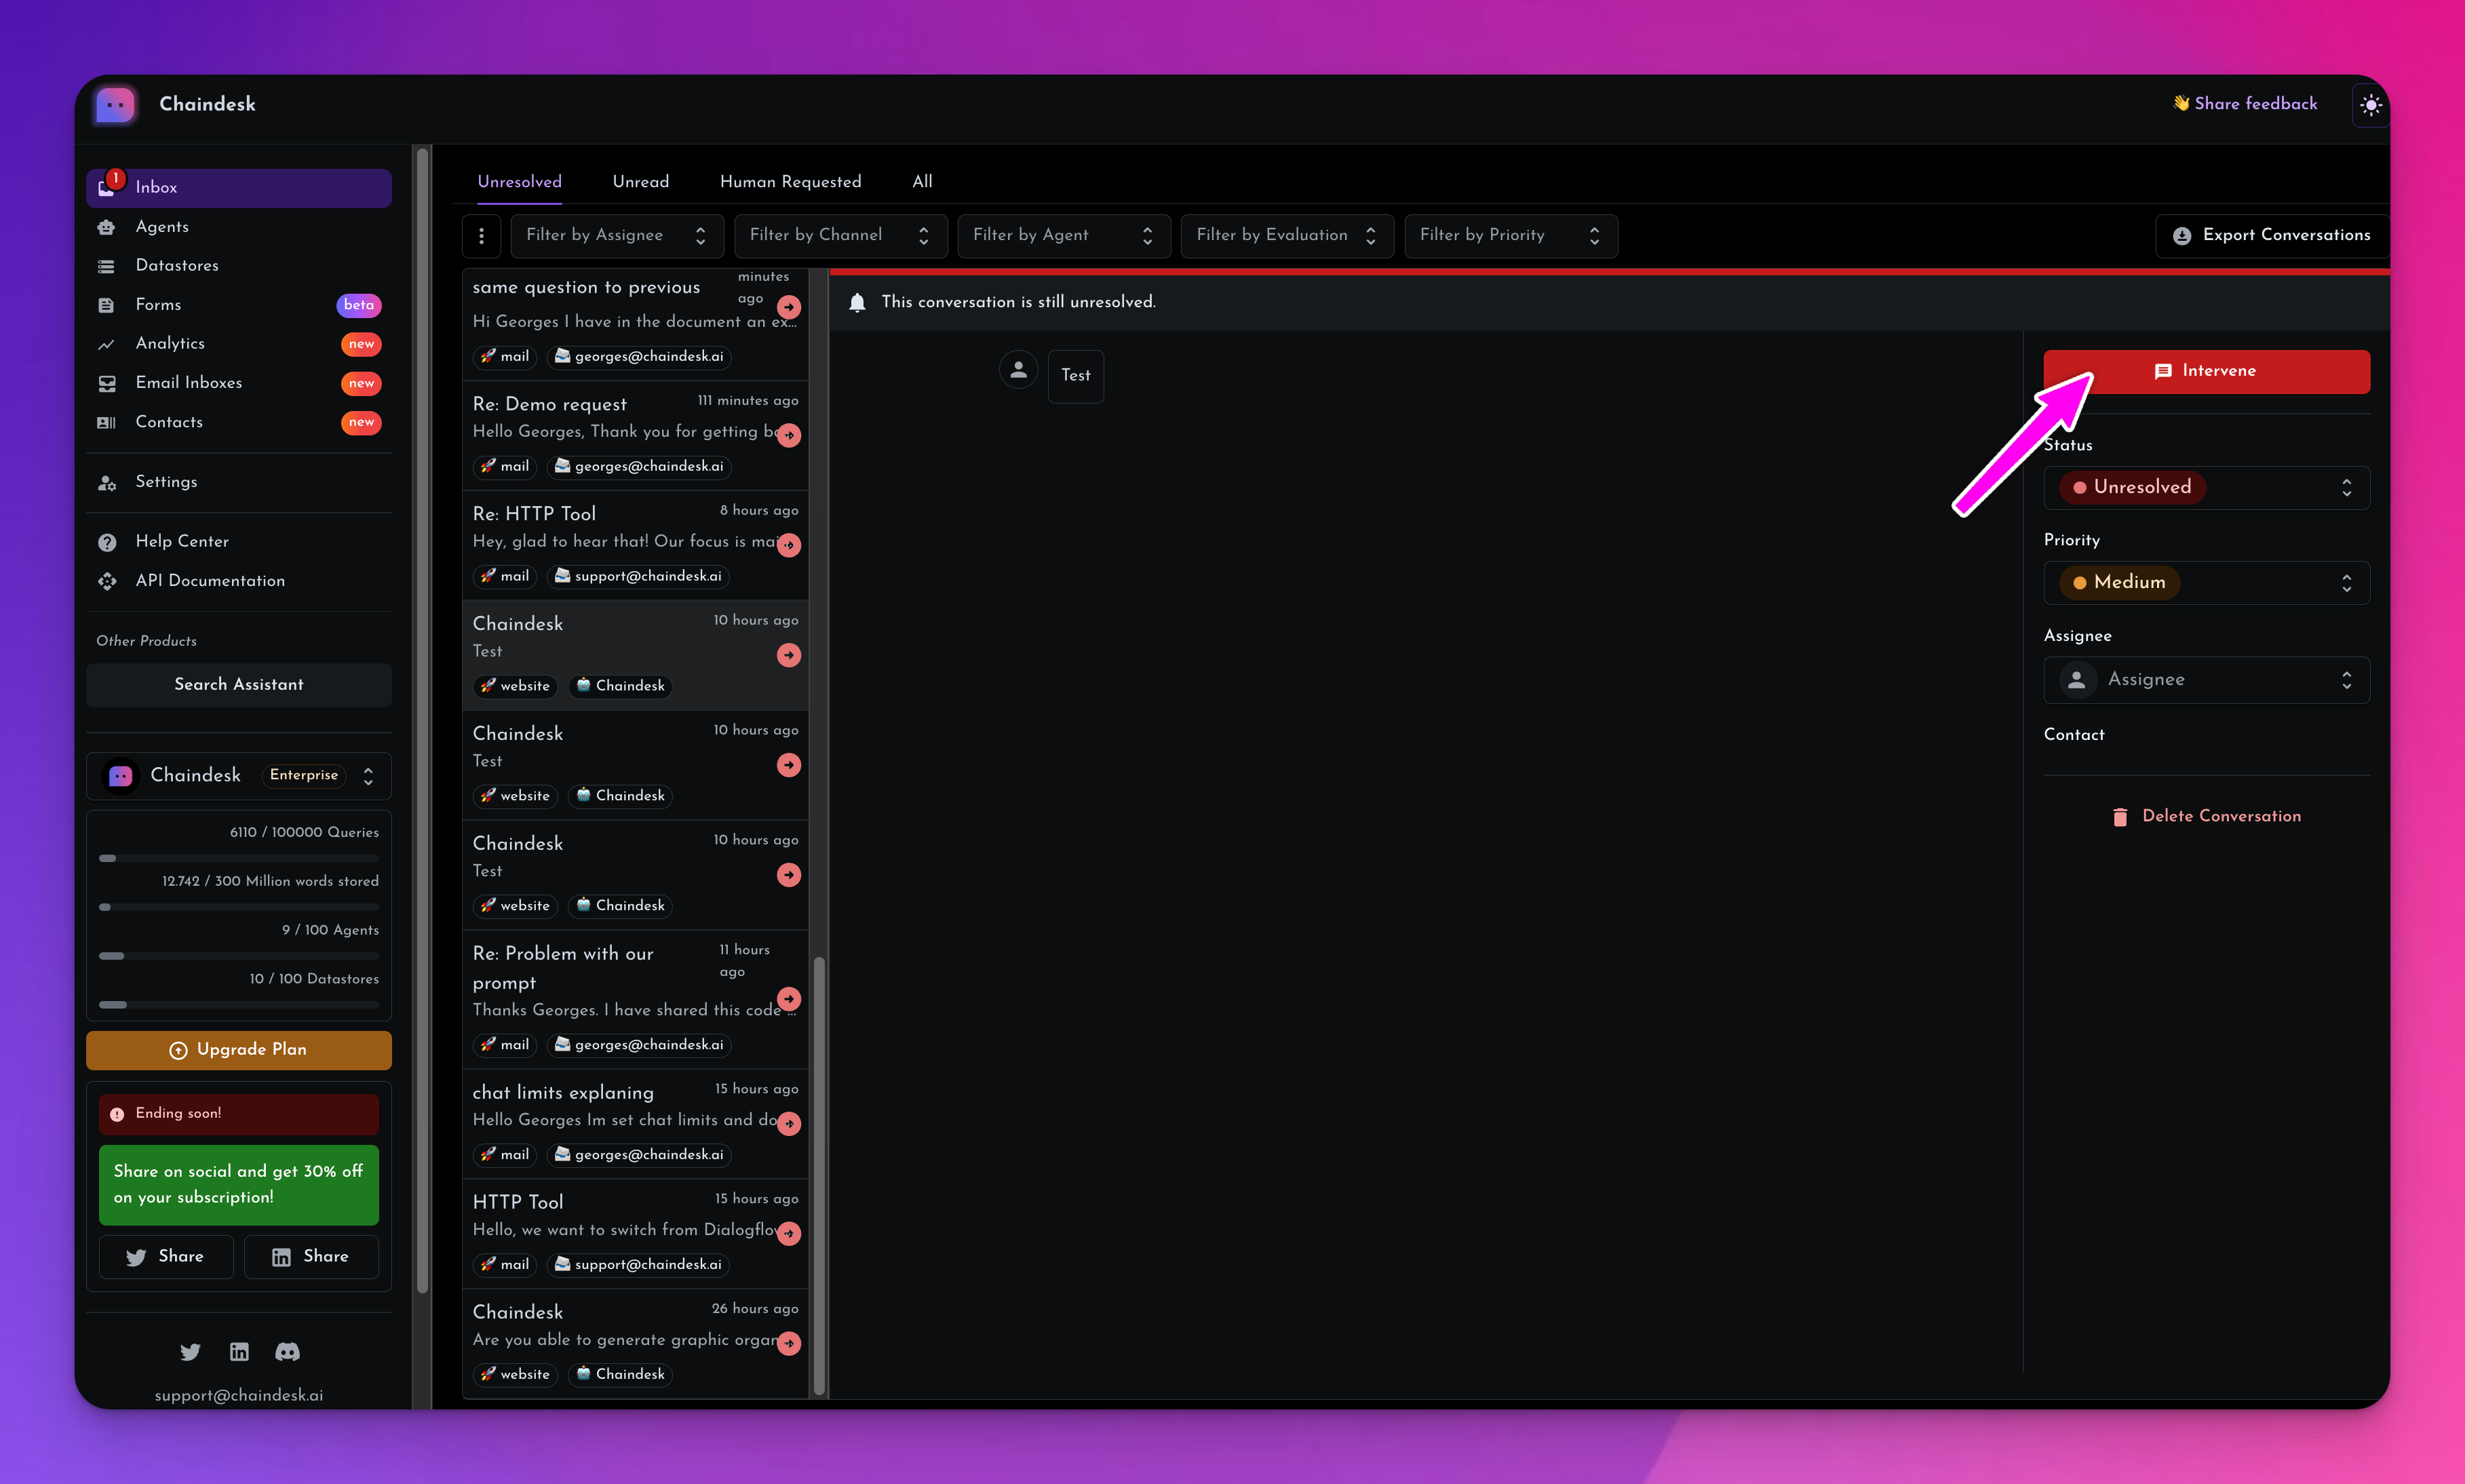 Chaindesk
👋 Share feedback
1
Inbox
Agents
Datastores
Forms
beta
Analytics
new
Email Inboxes
new
Contacts
new
Settings
Help Center
API Documentation
Other Products
Search Assistant
Chaindesk
Enterprise
6110 / 100000 Queries
12.742 / 300 Million words stored
9 / 100 Agents
10 / 100 Datastores
Upgrade Plan
Ending soon!
Share on social and get 30% off
on your subscription!
Share
Share
support@chaindesk.ai
Unresolved
Unread
Human Requested
All
Filter by Assignee
Filter by Channel
Filter by Agent
Filter by Evaluation
Filter by Priority
Export Conversations
same question to previous
minutes
ago
Hi Georges I have in the document an ex...
🚀 mail
georges@chaindesk.ai
Re: Demo request
111 minutes ago
Hello Georges, Thank you for getting
🚀 mail
georges@chaindesk.ai
Re: HTTP Tool
8 hours ago
Hey, glad to hear that! Our focus is
🚀 mail
support@chaindesk.ai
Chaindesk
10 hours ago
Test
🚀 website
🤖 Chaindesk
Chaindesk
10 hours ago
Test
🚀 website
🤖 Chaindesk
Chaindesk
10 hours ago
Test
🚀 website
🤖 Chaindesk
Re: Problem with our
prompt
11 hours
ago
Thanks Georges. I have shared this code ...
🚀 mail
georges@chaindesk.ai
chat limits explaning
15 hours ago
Hello Georges Im set chat limits and
🚀 mail
georges@chaindesk.ai
HTTP Tool
15 hours ago
Hello, we want to switch from
🚀 mail
support@chaindesk.ai
Chaindesk
26 hours ago
Are you able to generate graphic
🚀 website
🤖 Chaindesk
This conversation is still unresolved.
Test
Intervene
Status
Unresolved
Priority
Medium
Assignee
Assignee
Contact
Delete Conversation